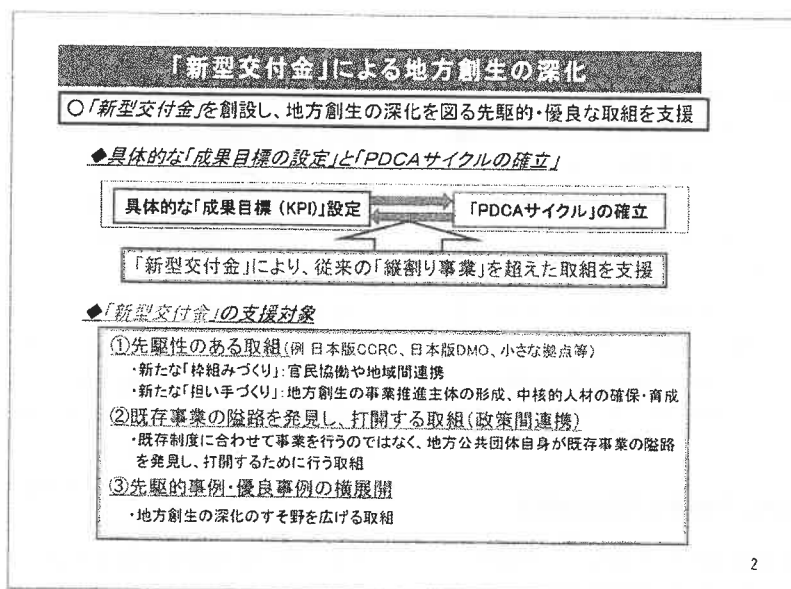 「新型交付金」による地方創生の深化
○「新型交付金」を創設し、地方創生の深化を図る先駆的・優良な取組を支援
◆具体的な「成果目標の設定」と「PDCAサイクルの確立」
具体的な「成果目標（KPI）」設定
「PDCAサイクル」の確立
「新型交付金」により、従来の「縦割り事業」を超えた取組を支援
◆「新型交付金」の支援対象
①先駆性のある取組(例 日本版CCRC、日本版DMO、小さな拠点等)
・新たな「枠組みづくり」：官民協働や地域間連携
・新たな「担い手づくり」：地方創生の事業推進主体の形成、中核的人材の確保・育成
②既存事業の隘路を発見し、打開する取組(政策間連携)
・既存制度に合わせて事業を行うのではなく、地方公共団体自身が既存事業の隘路
を発見し、打開するために行う取組
③先駆的事例・優良事例の横展開
・地方創生の深化のすそ野を広げる取組
2